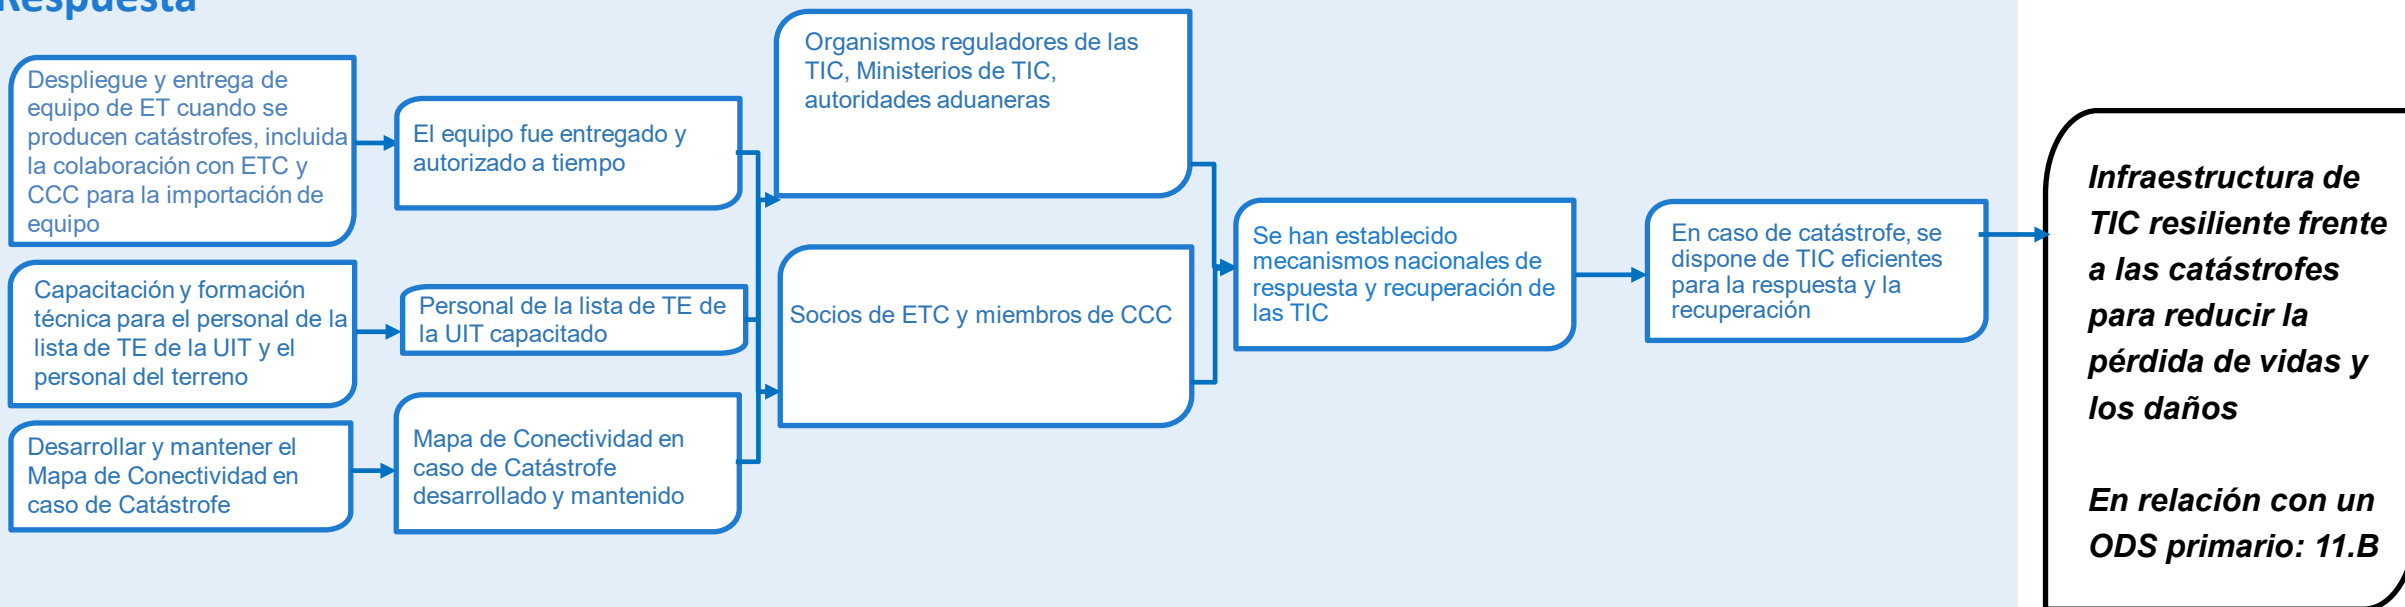 Respuesta
Despliegue y entrega de
equipo de ET cuando se
producen catástrofes, incluida
la colaboración con ETC y
CCC para la importación de
equipo
Capacitación y formación
técnica para el personal de la
lista de TE de la UIT y el
personal del terreno
Desarrollar y mantener el
Mapa de Conectividad en
caso de Catástrofe
El equipo fue entregado y
autorizado a tiempo
Personal de la lista de TE de
la UIT capacitado
Mapa de Conectividad en
caso de Catástrofe
desarrollado y mantenido
Organismos reguladores de las
TIC, Ministerios de TIC,
autoridades aduaneras
Socios de ETC y miembros de CCC
Se han establecido
mecanismos nacionales de
respuesta y recuperación de
las TIC
En caso de catástrofe, se
dispone de TIC eficientes
para la respuesta y la
recuperación
Infraestructura de
TIC resiliente frente
a las catástrofes
para reducir la
pérdida de vidas y
los daños
En relación con un
ODS primario: 11.B